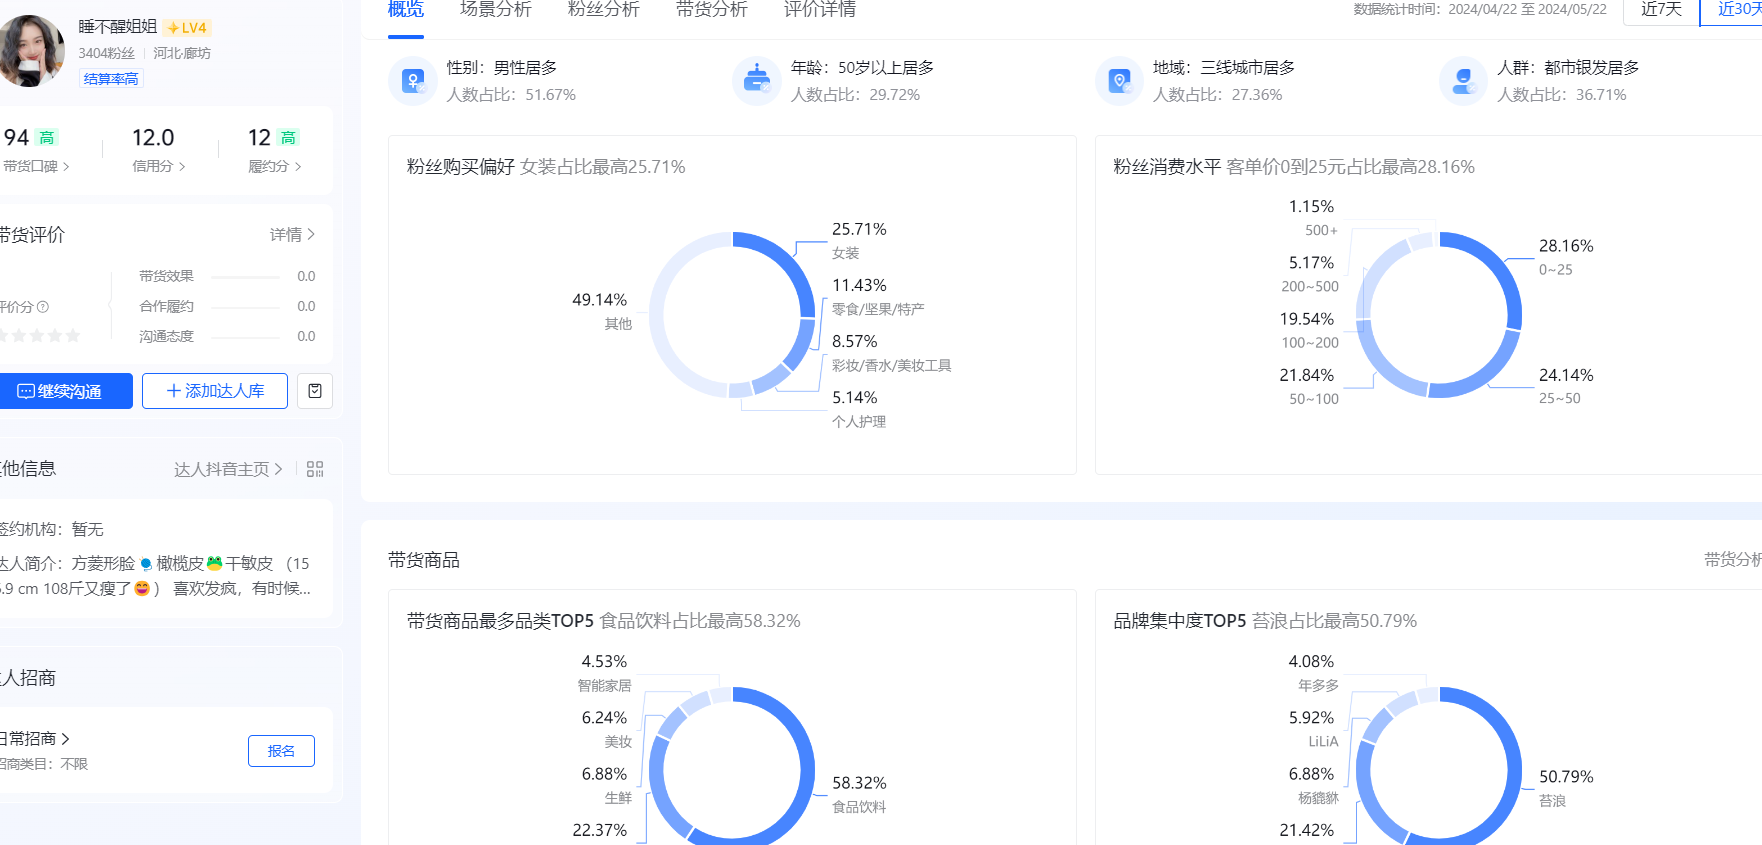 睡不醒姐姐 LV4
3404粉丝 河北·廊坊
结算率高
94 高 12.0 12 高
带货口碑 > 信用分 > 履约分 >
带货评价 详情 >
带货效果 0.0
评价分 合作履约 0.0
沟通态度 0.0
继续沟通 +添加达人库
其他信息 达人抖音主页 >
签约机构：暂无
达人简介：方菱形脸 橄榄皮🐸干敏皮 （15
.9 cm 108斤又瘦了😄） 喜欢发疯，有时候...
达人招商
日常招商 >
招商类目：不限
报名
概览 场景分析 粉丝分析 带货分析 评价详情
数据统计时间：2024/04/22 至 2024/05/22 近7天 近30天
性别：男性居多
人数占比：51.67%
年龄：50岁以上居多
人数占比：29.72%
地域：三线城市居多
人数占比：27.36%
人群：都市银发居多
人数占比：36.71%
粉丝购买偏好 女装占比最高25.71%
25.71%
女装
11.43%
零食/坚果/特产
8.57%
彩妆/香水/美妆工具
5.14%
个人护理
49.14%
其他
粉丝消费水平 客单价0到25元占比最高28.16%
1.15%
500+
5.17%
200~500
19.54%
100~200
21.84%
50~100
28.16%
0~25
24.14%
25~50
带货商品 带货分析
带货商品最多品类TOP5 食品饮料占比最高58.32%
4.53%
智能家居
6.24%
美妆
6.88%
生鲜
22.37%
58.32%
食品饮料
品牌集中度TOP5 苔浪占比最高50.79%
4.08%
年多多
5.92%
LiLiA
6.88%
杨貔貅
21.42%
50.79%
苔浪